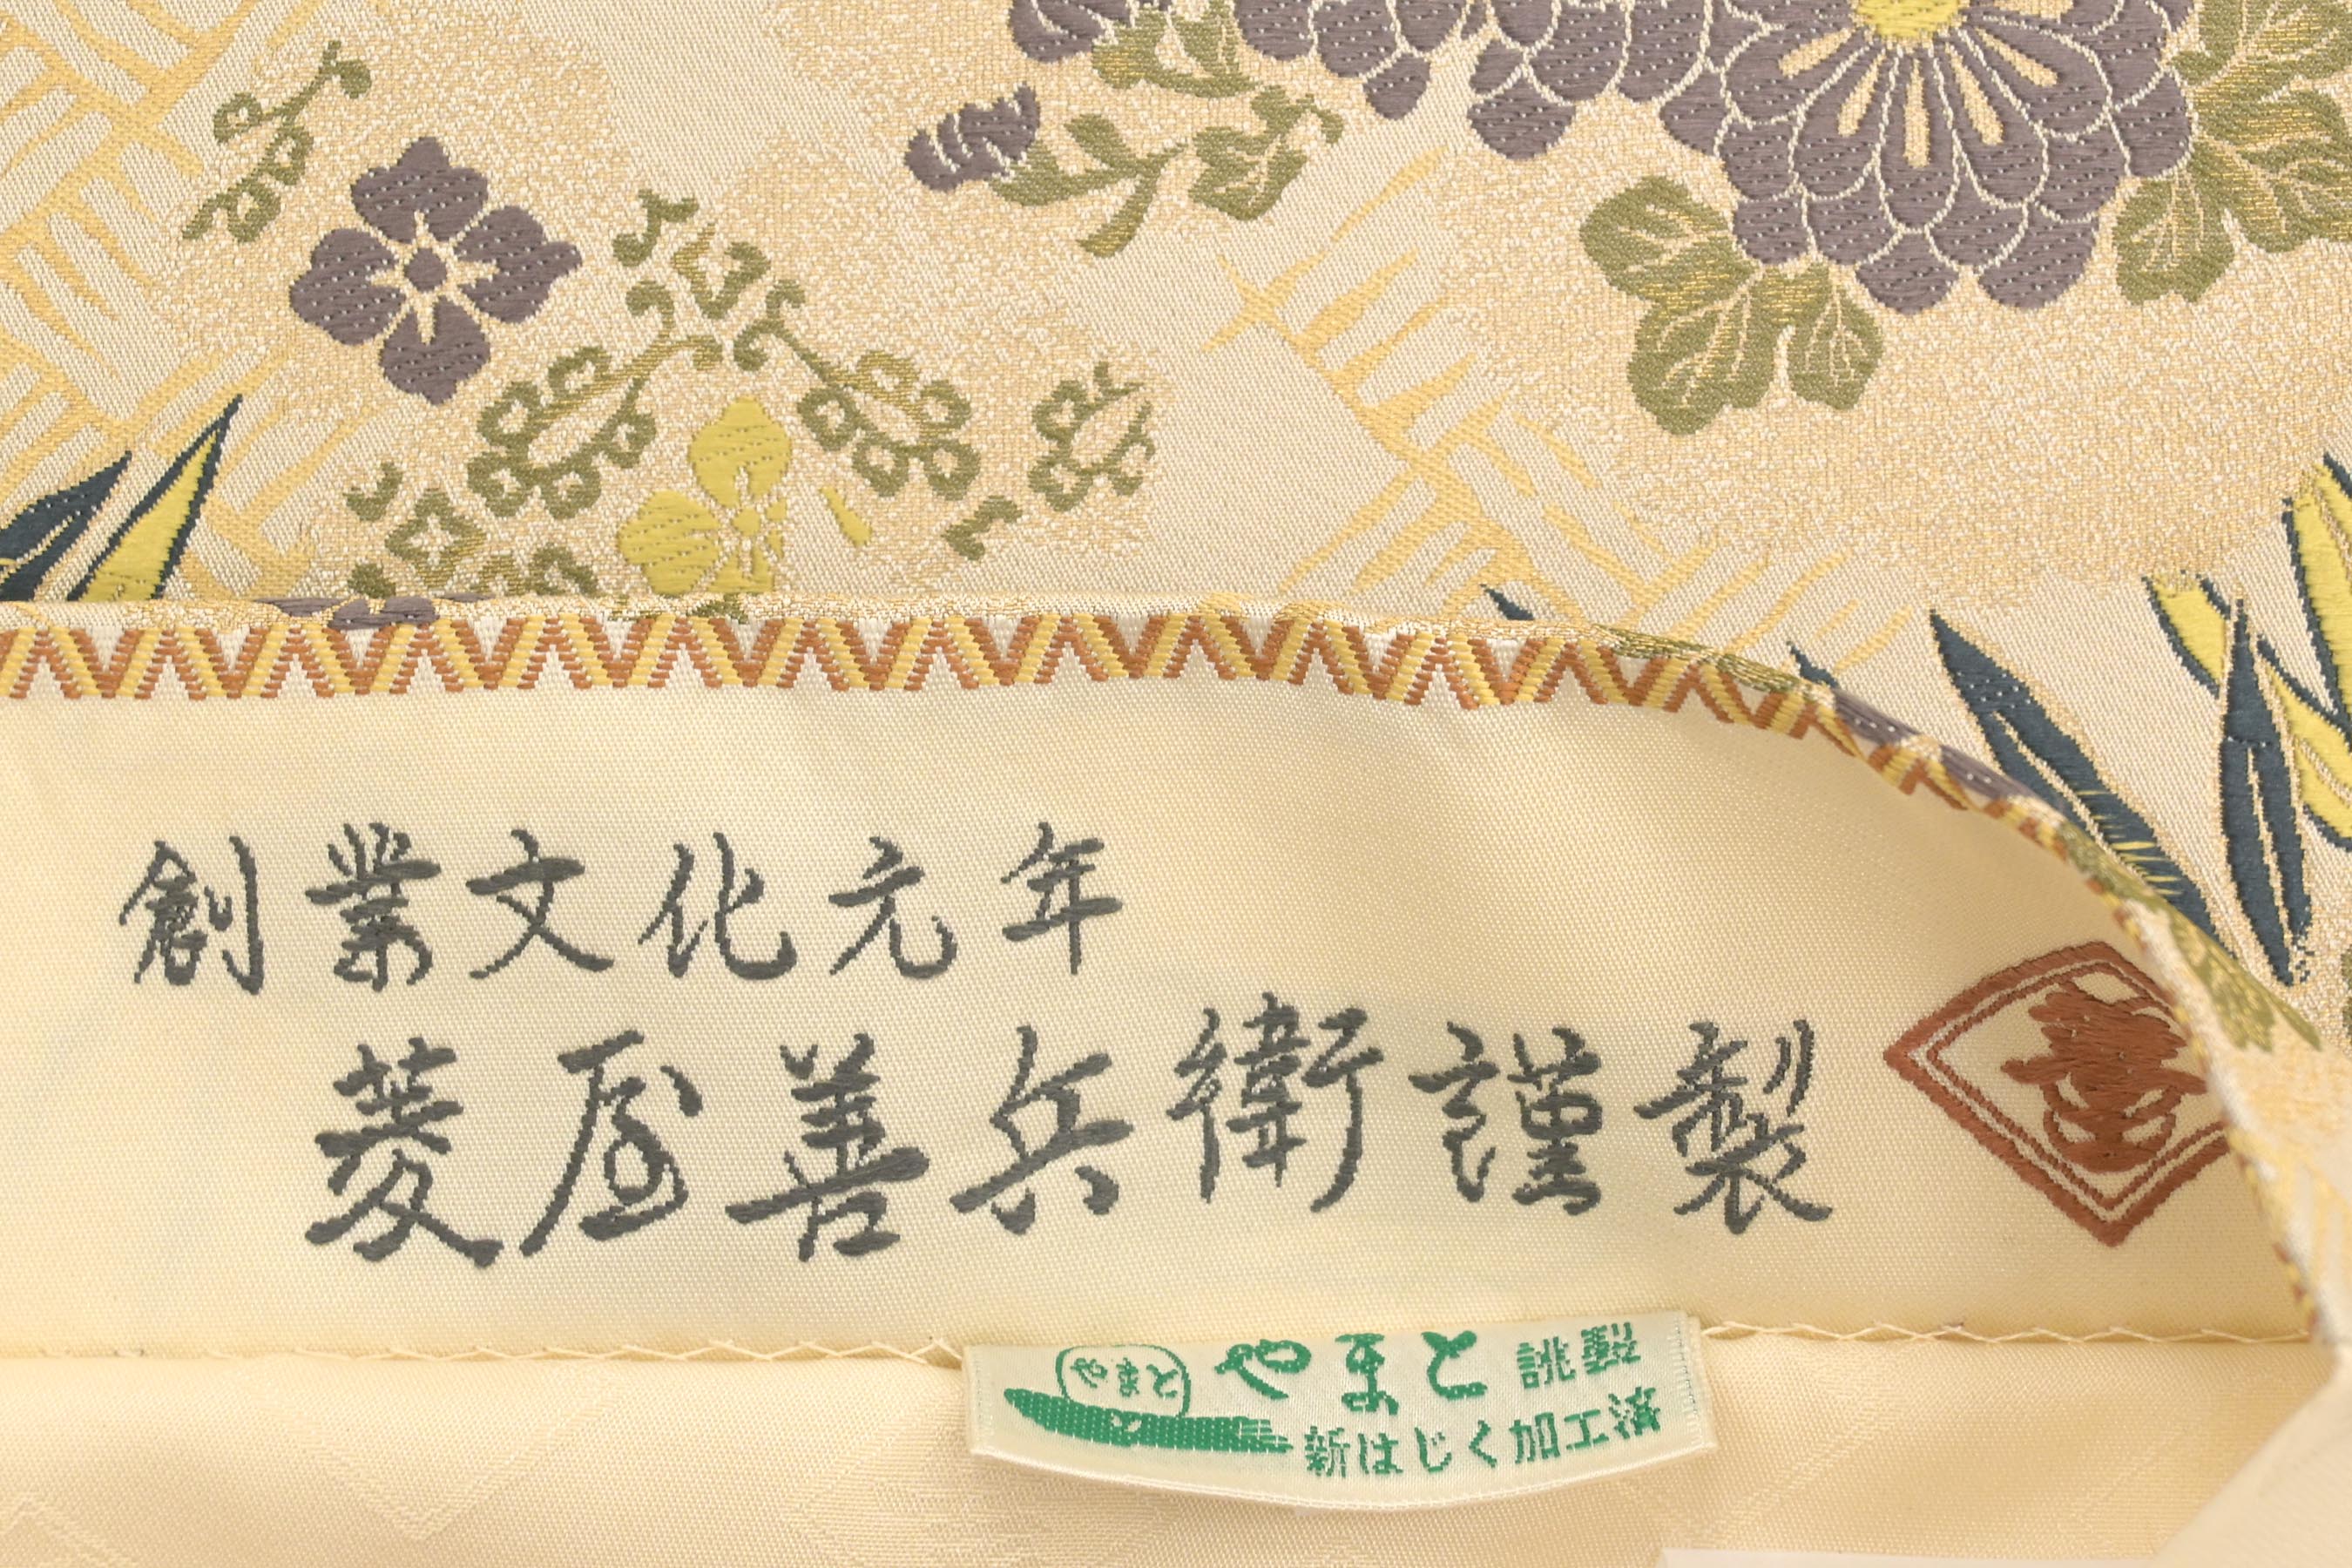 創業文化元年
菱屋善兵衛謹製
善
やまと
やまと 誂製
新はじく加工済